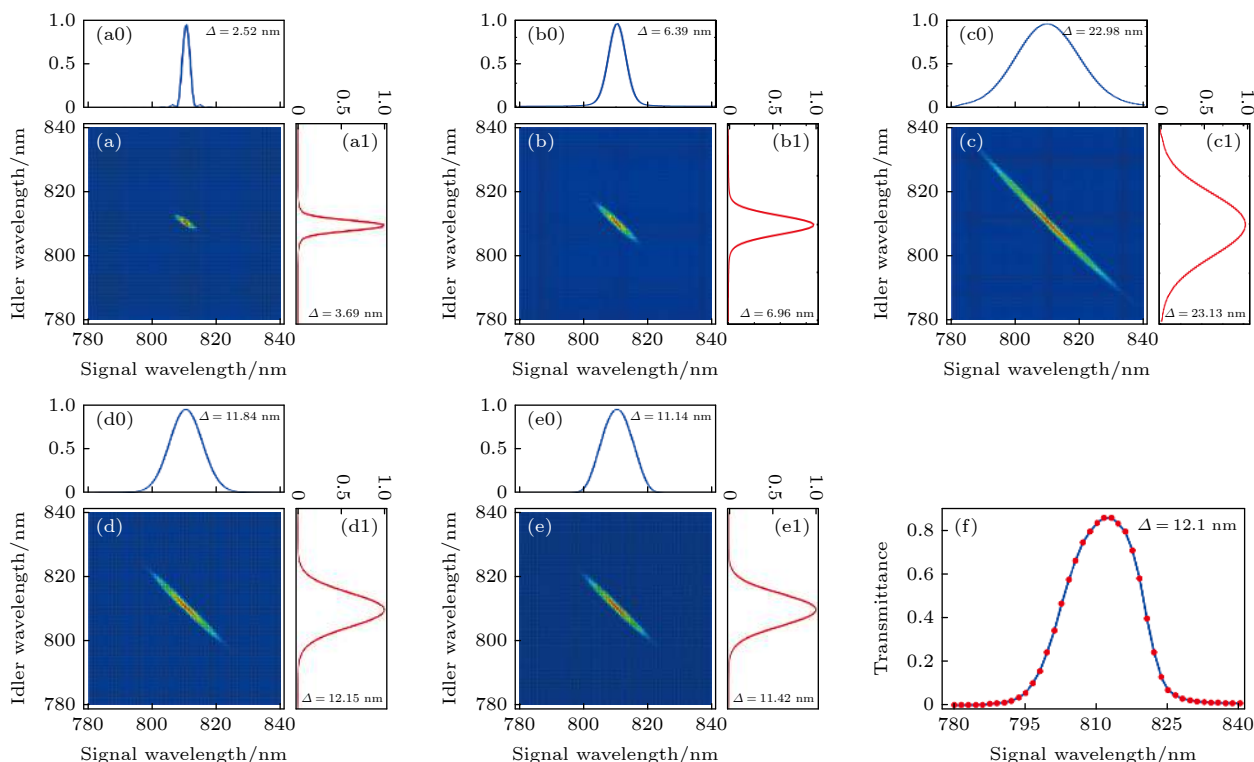 1.0
0.5
0
(a0)
Δ = 2.52 nm
840
820
800
780
Idler wavelength/nm
(a)
780 800 820 840
Signal wavelength/nm
0 0.5 1.0
(a1)
Δ = 3.69 nm
1.0
0.5
0
(b0)
Δ = 6.39 nm
840
820
800
780
Idler wavelength/nm
(b)
780 800 820 840
Signal wavelength/nm
0 0.5 1.0
(b1)
Δ = 6.96 nm
1.0
0.5
0
(c0)
Δ = 22.98 nm
840
820
800
780
Idler wavelength/nm
(c)
780 800 820 840
Signal wavelength/nm
0 0.5 1.0
(c1)
Δ = 23.13 nm
1.0
0.5
0
(d0)
Δ = 11.84 nm
840
820
800
780
Idler wavelength/nm
(d)
780 800 820 840
Signal wavelength/nm
0 0.5 1.0
(d1)
Δ = 12.15 nm
1.0
0.5
0
(e0)
Δ = 11.14 nm
840
820
800
780
Idler wavelength/nm
(e)
780 800 820 840
Signal wavelength/nm
0 0.5 1.0
(e1)
Δ = 11.42 nm
(f)
Δ = 12.1 nm
0.8
0.6
0.4
0.2
0
Transmittance
780 795 810 825 840
Signal wavelength/nm